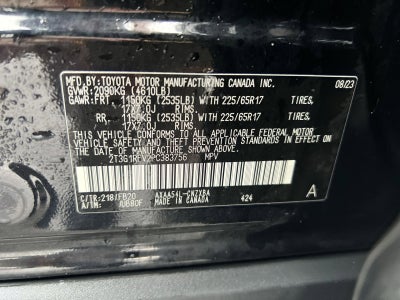 MFD.BY:TOYOTA MOTOR MANUFACTURING CANADA INC.
GVWR:2090KG (4610LB) 08/23
GAWR:FRT. 1150KG (2535LB) WITH 225/65R17 TIRES,
17X7.0J RIMS
RR. 1150KG (2535LB) WITH 225/65R17 TIRES,
17X7.0J RIMS
THIS VEHICLE CONFORMS TO ALL APPLICABLE FEDERAL MOTOR
VEHICLE SAFETY AND BUMPER STANDARDS IN EFFECT ON THE
DATE OF MANUFACTURE SHOWN ABOVE.
2T3G1RFV2PC383756 MPV
C/TR:218/FB20 AXAA54L-CNZXBA
A/TM: /UB80F MADE IN CANADA 424
A